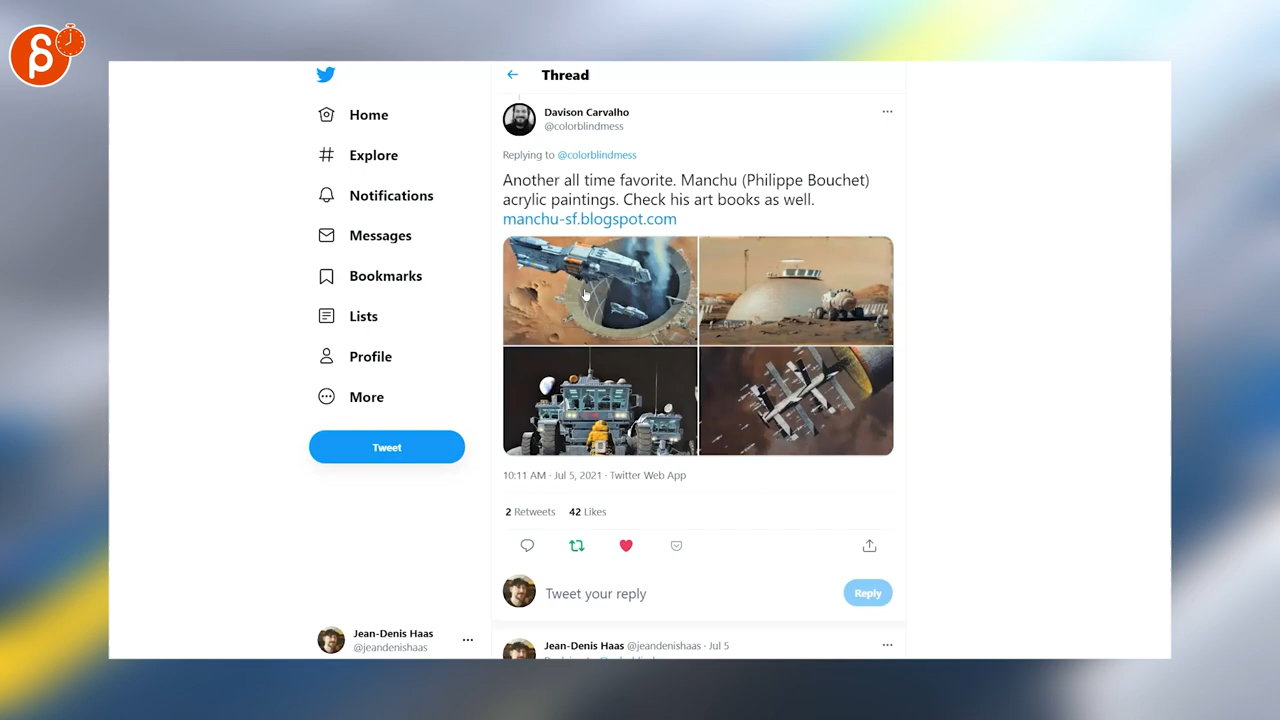 Thread
Home
Explore
Notifications
Messages
Bookmarks
Lists
Profile
More
Tweet
Jean-Denis Haas
@jeandenishaas
Davison Carvalho
@colorblindmess
Replying to @colorblindmess
Another all time favorite. Manchu (Philippe Bouchet)
acrylic paintings. Check his art books as well.
manchu-sf.blogspot.com
10:11 AM · Jul 5, 2021 · Twitter Web App
2 Retweets 42 Likes
Tweet your reply
Reply
Jean-Denis Haas @jeandenishaas · Jul 5